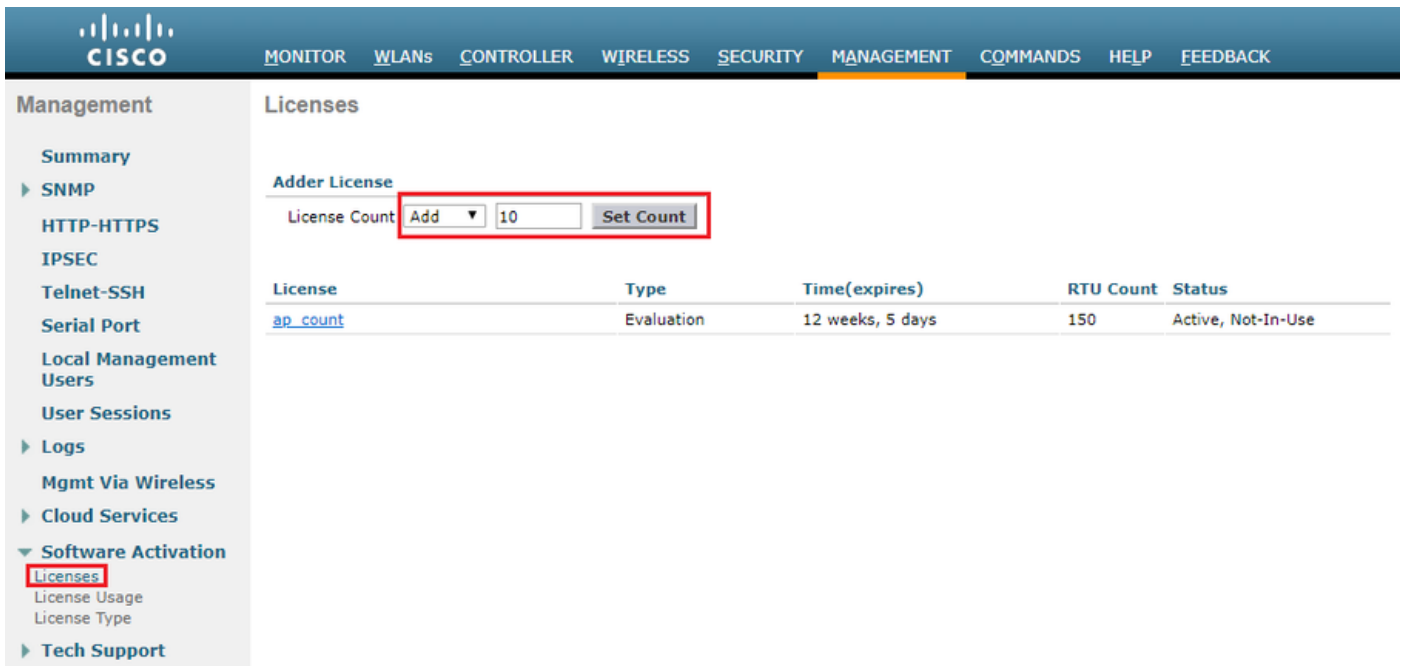 CISCO
MONITOR WLANs CONTROLLER WIRELESS SECURITY MANAGEMENT COMMANDS HELP FEEDBACK
Management
Summary
SNMP
HTTP-HTTPS
IPSEC
Telnet-SSH
Serial Port
Local Management
Users
User Sessions
Logs
Mgmt Via Wireless
Cloud Services
Software Activation
Licenses
License Usage
License Type
Tech Support
Licenses
Adder License
License Count Add 10 Set Count
License Type Time(expires) RTU Count Status
ap_count Evaluation 12 weeks, 5 days 150 Active, Not-In-Use